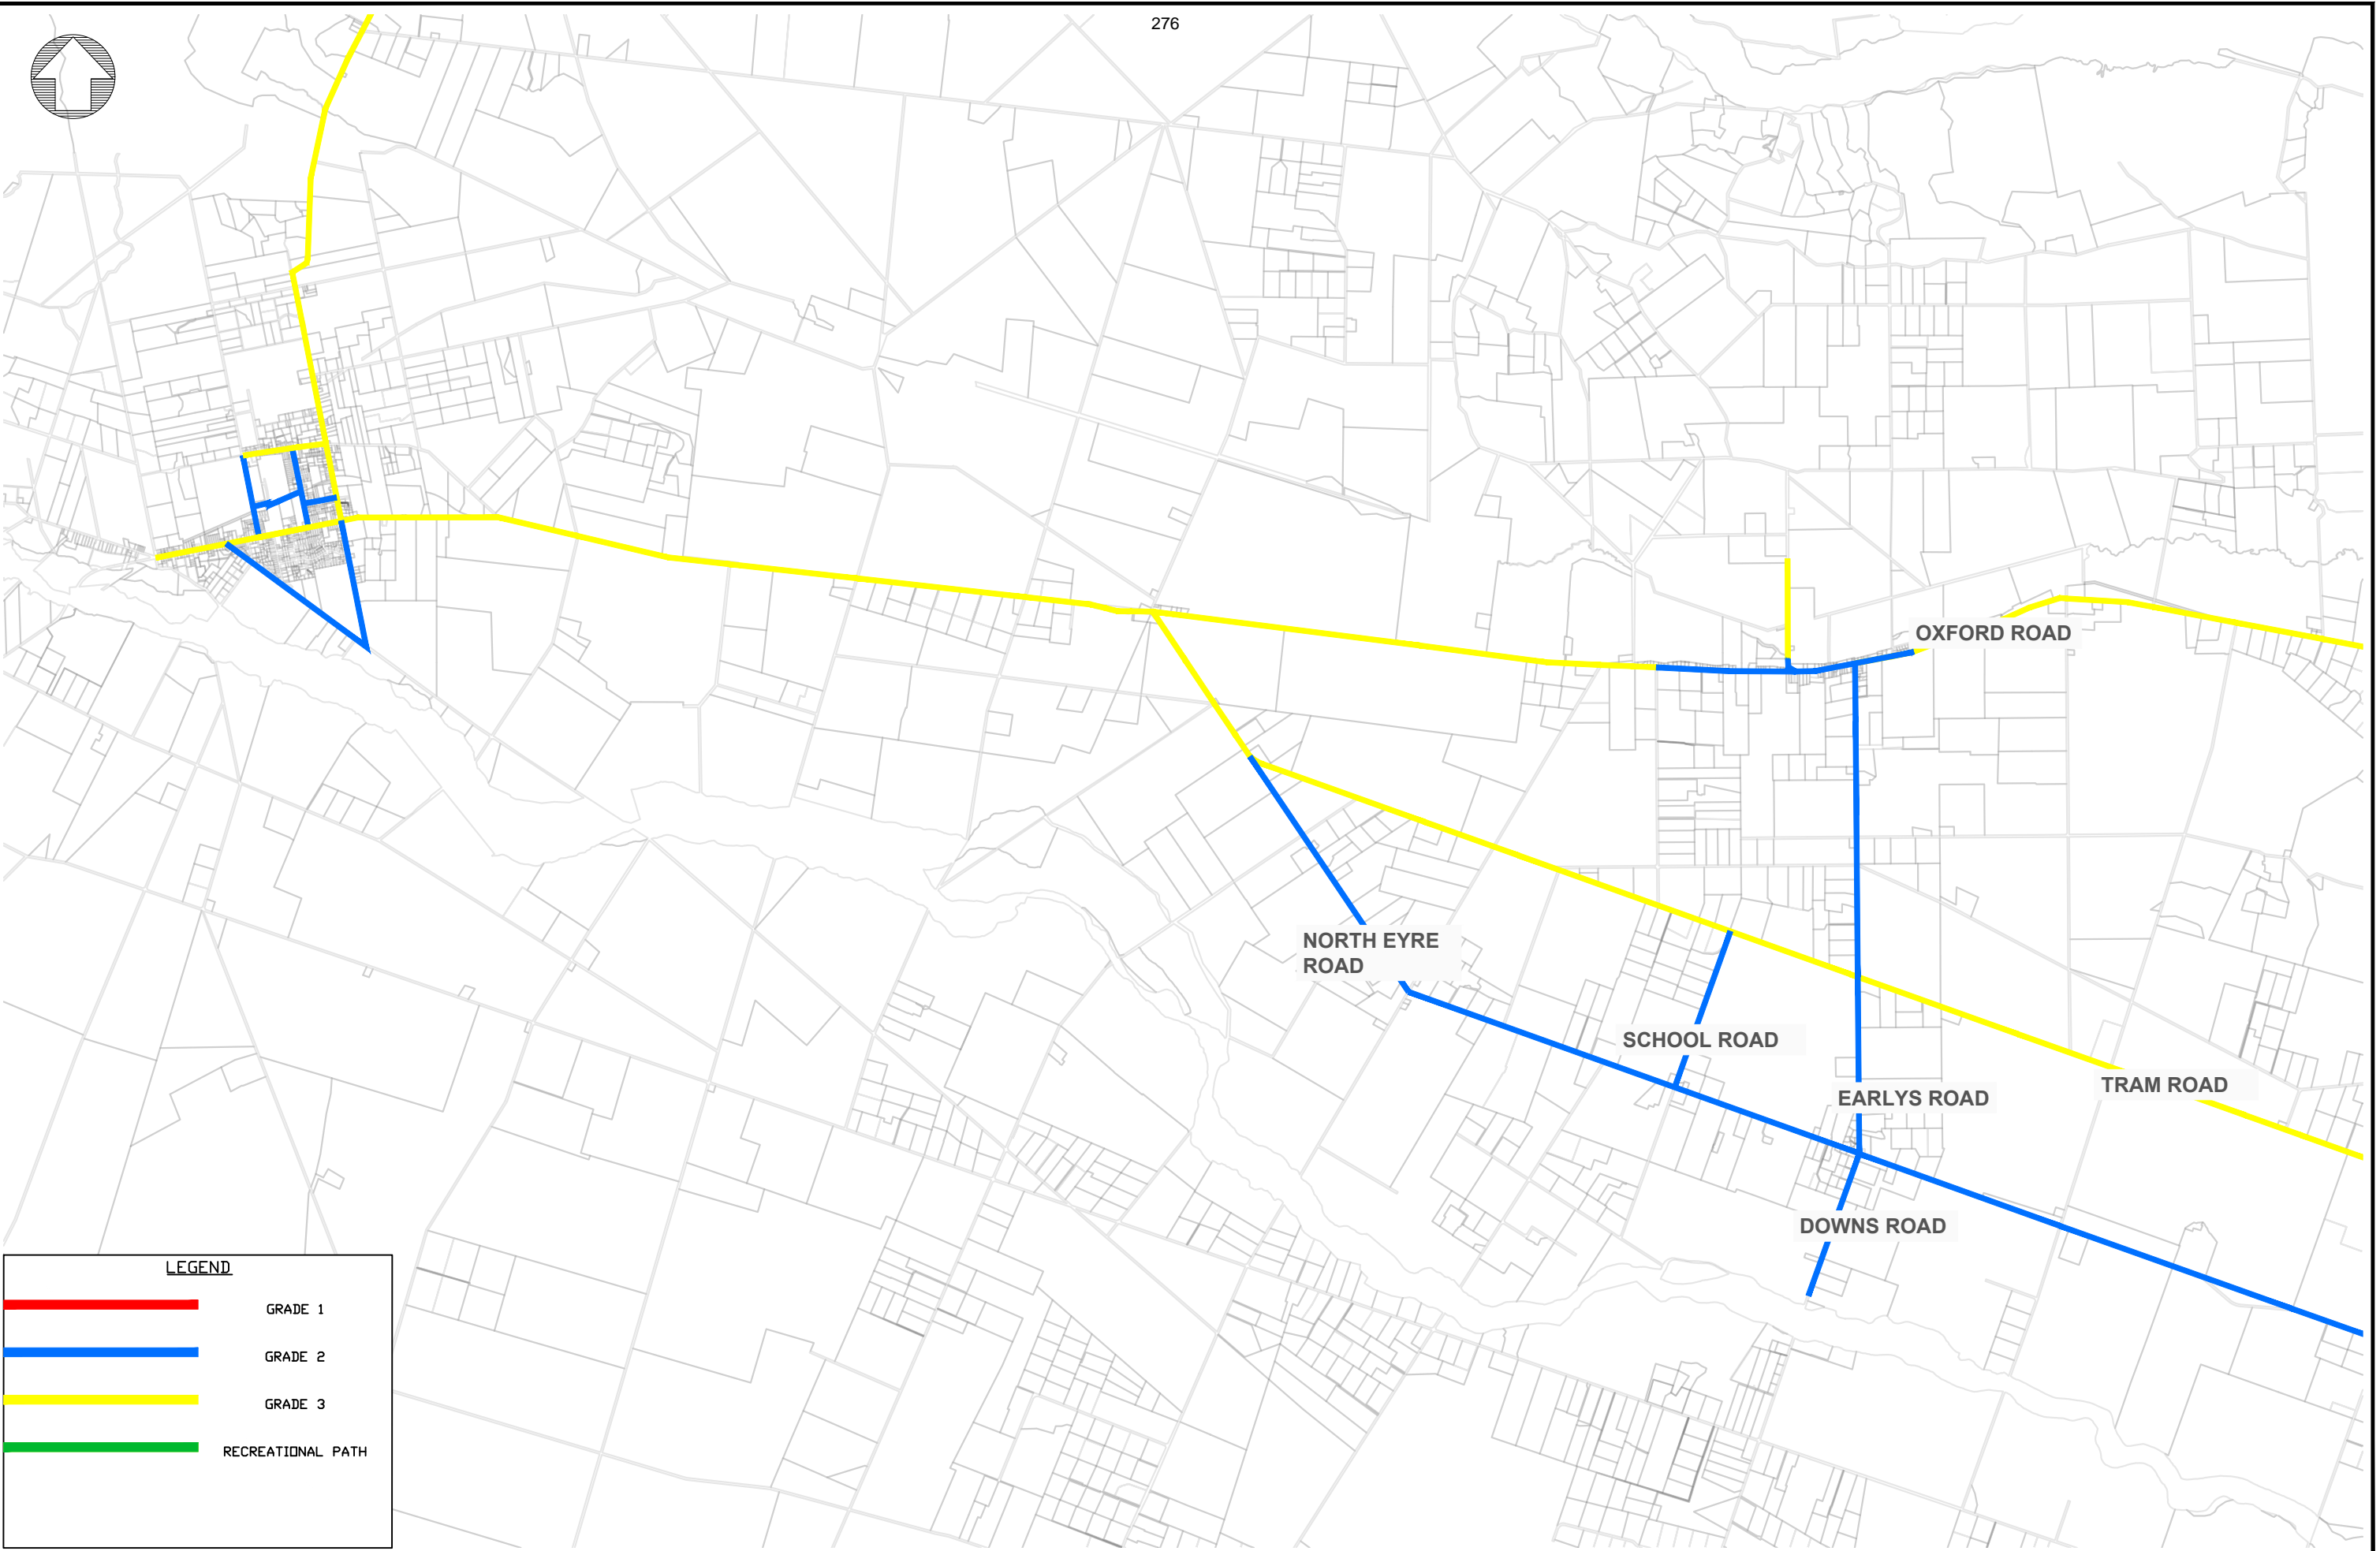 276
OXFORD ROAD
NORTH EYRE
ROAD
SCHOOL ROAD
TRAM ROAD
EARLYS ROAD
DOWNS ROAD
LEGEND
GRADE 1
GRADE 2
GRADE 3
RECREATIONAL PATH